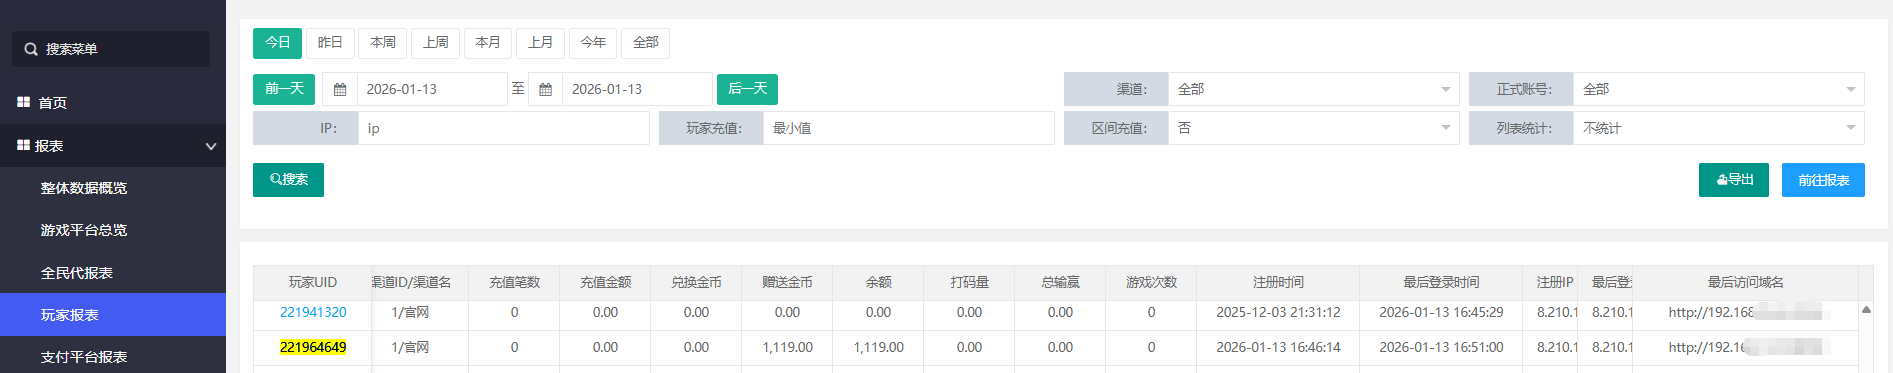 搜索菜单
首页
报表
整体数据概览
游戏平台总览
全民代报表
玩家报表
支付平台报表
今日 昨日 本周 上周 本月 上月 今年 全部
前一天 2026-01-13 至 2026-01-13 后一天 渠道: 全部 正式账号: 全部
IP: ip 玩家充值: 最小值 区间充值: 否 列表统计: 不统计
搜索 导出 前往报表
玩家UID 渠道ID/渠道名 充值笔数 充值金额 兑换金币 赠送金币 余额 打码量 总输赢 游戏次数 注册时间 最后登录时间 注册IP 最后登 最后访问域名
221941320 1/官网 0 0.00 0.00 0.00 0.00 0.00 0.00 0 2025-12-03 21:31:12 2026-01-13 16:45:29 8.210.1 8.210.1 http://192.168
221964649 1/官网 0 0.00 0.00 1,119.00 1,119.00 0.00 0.00 0 2026-01-13 16:46:14 2026-01-13 16:51:00 8.210.1 8.210.1 http://192.1